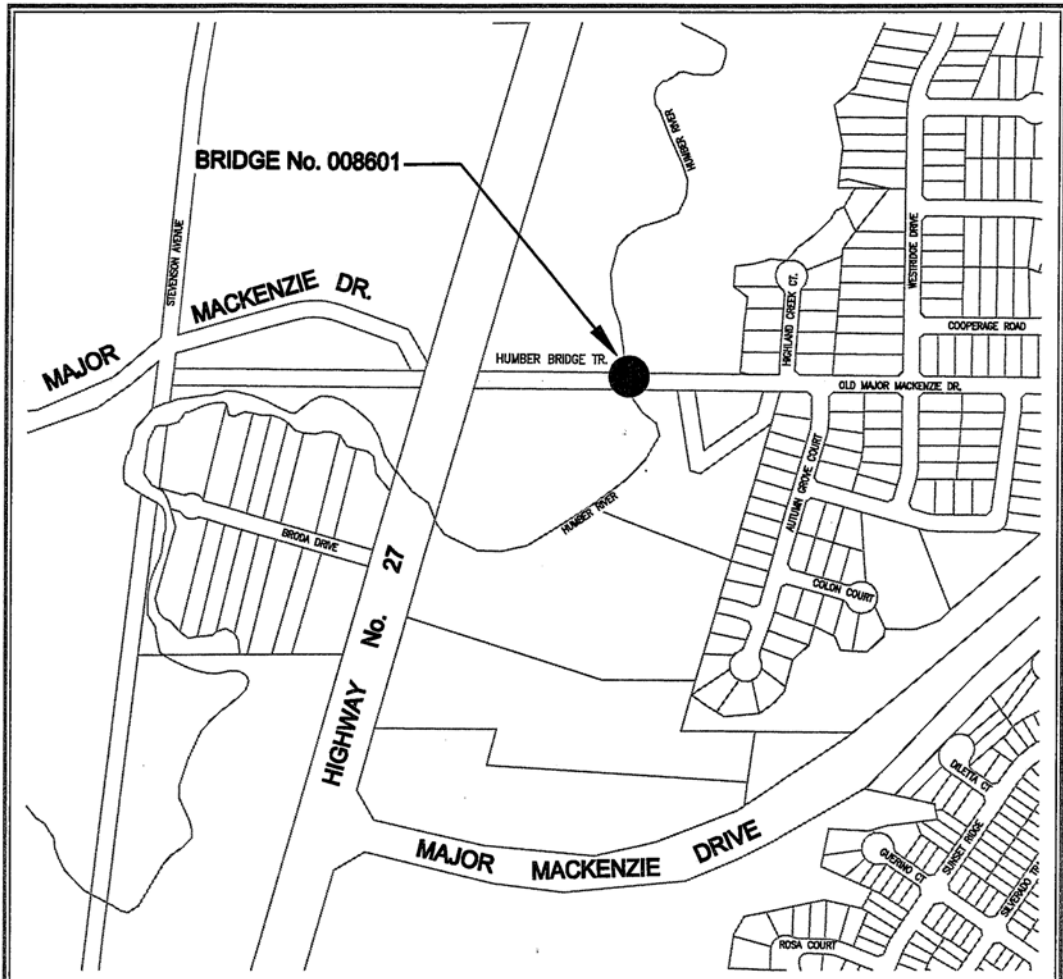 HUMBER RIVER
BRIDGE No. 008601
STEVENSON AVENUE
WESTRIDGE DRIVE
MAJOR MACKENZIE DR.
HIGHLAND CREEK CT.
COOPERAGE ROAD
HUMBER BRIDGE TR.
OLD MAJOR MACKENZIE DR.
AUTUMN GROVE COURT
HUMBER RIVER
BRODA DRIVE
COLON COURT
HIGHWAY No. 27
DILETTA CT
MAJOR MACKENZIE DRIVE
GUERINO CT
SUNSET RIDGE
SILVERADO TR
ROSA COURT